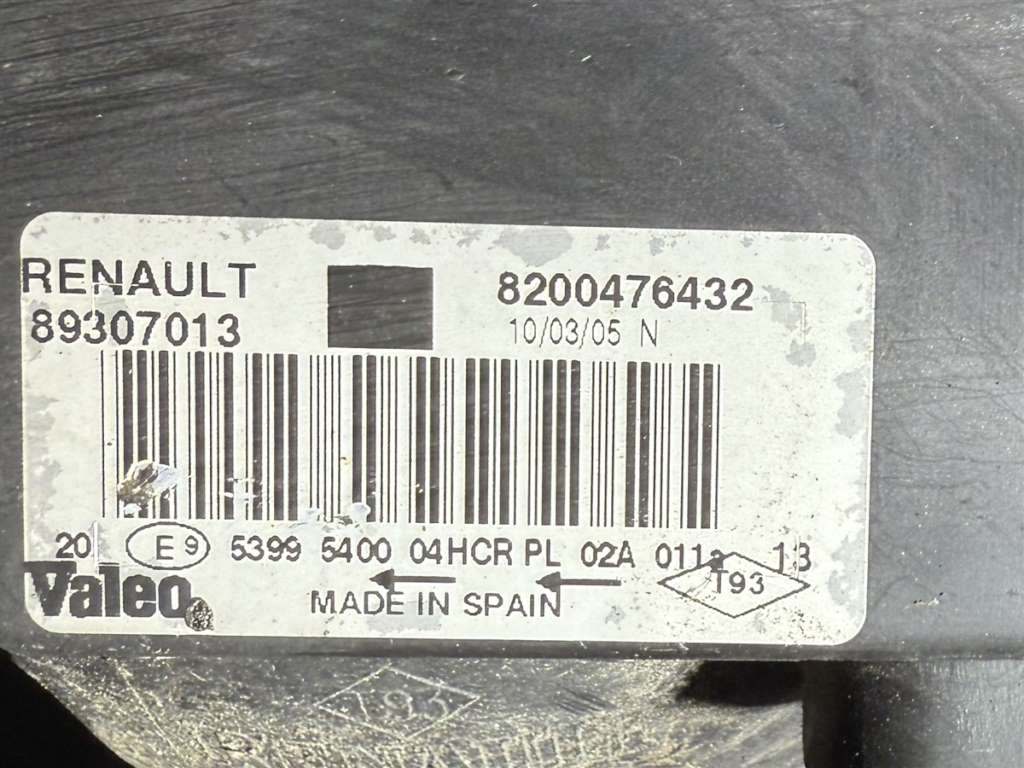 RENAULT
8200476432
89307013
10/03/05 N
20 E9 5399 5400 04HCR PL 02A 011a 13
Valeo
MADE IN SPAIN
T93